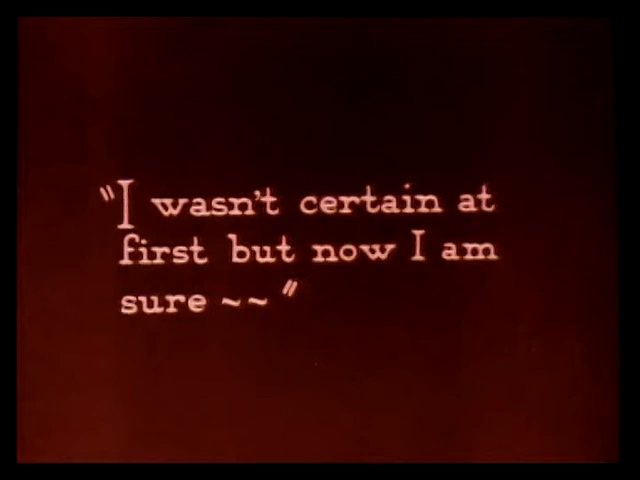 "I wasn't certain at
first but now I am
sure ~~"